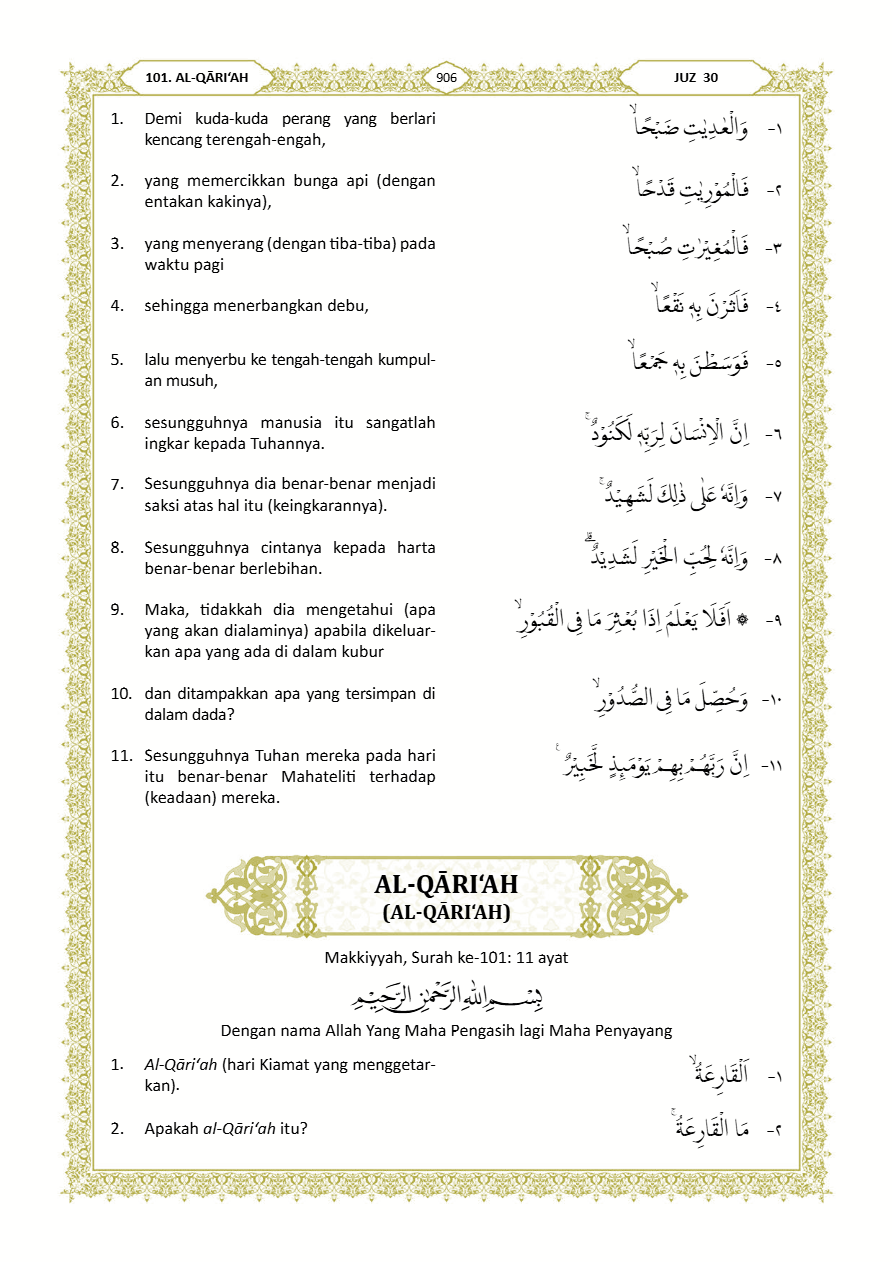 101. AL-QĀRI‘AH
906
JUZ 30
1. Demi kuda-kuda perang yang berlari
kencang terengah-engah,
وَالْعٰدِيٰتِ ضَبْحًاۙ -١
2. yang memercikkan bunga api (dengan
entakan kakinya),
فَالْمُوْرِيٰتِ قَدْحًاۙ -٢
3. yang menyerang (dengan tiba-tiba) pada
waktu pagi
فَالْمُغِيْرٰتِ صُبْحًاۙ -٣
4. sehingga menerbangkan debu,
فَاَثَرْنَ بِهٖ نَقْعًاۙ -٤
5. lalu menyerbu ke tengah-tengah kumpul-
an musuh,
فَوَسَطْنَ بِهٖ جَمْعًاۙ -٥
6. sesungguhnya manusia itu sangatlah
ingkar kepada Tuhannya.
اِنَّ الْاِنْسَانَ لِرَبِّهٖ لَكَنُوْدٌۚ -٦
7. Sesungguhnya dia benar-benar menjadi
saksi atas hal itu (keingkarannya).
وَاِنَّهٗ عَلٰى ذٰلِكَ لَشَهِيْدٌۚ -٧
8. Sesungguhnya cintanya kepada harta
benar-benar berlebihan.
وَاِنَّهٗ لِحُبِّ الْخَيْرِ لَشَدِيْدٌۗ -٨
9. Maka, tidakkah dia mengetahui (apa
yang akan dialaminya) apabila dikeluar-
kan apa yang ada di dalam kubur
۞ اَفَلَا يَعْلَمُ اِذَا بُعْثِرَ مَا فِى الْقُبُوْرِۙ -٩
10. dan ditampakkan apa yang tersimpan di
dalam dada?
وَحُصِّلَ مَا فِى الصُّدُوْرِۙ -١٠
11. Sesungguhnya Tuhan mereka pada hari
itu benar-benar Mahateliti terhadap
(keadaan) mereka.
اِنَّ رَبَّهُمْ بِهِمْ يَوْمَىِٕذٍ لَّخَبِيْرٌ ࣖ -١١
AL-QĀRI‘AH
(AL-QĀRI‘AH)
Makkiyyah, Surah ke-101: 11 ayat
بِسْمِ اللّٰهِ الرَّحْمٰنِ الرَّحِيْمِ
Dengan nama Allah Yang Maha Pengasih lagi Maha Penyayang
1. Al-Qāri‘ah (hari Kiamat yang menggetar-
kan).
اَلْقَارِعَةُۙ -١
2. Apakah al-Qāri‘ah itu?
مَا الْقَارِعَةُۚ -٢